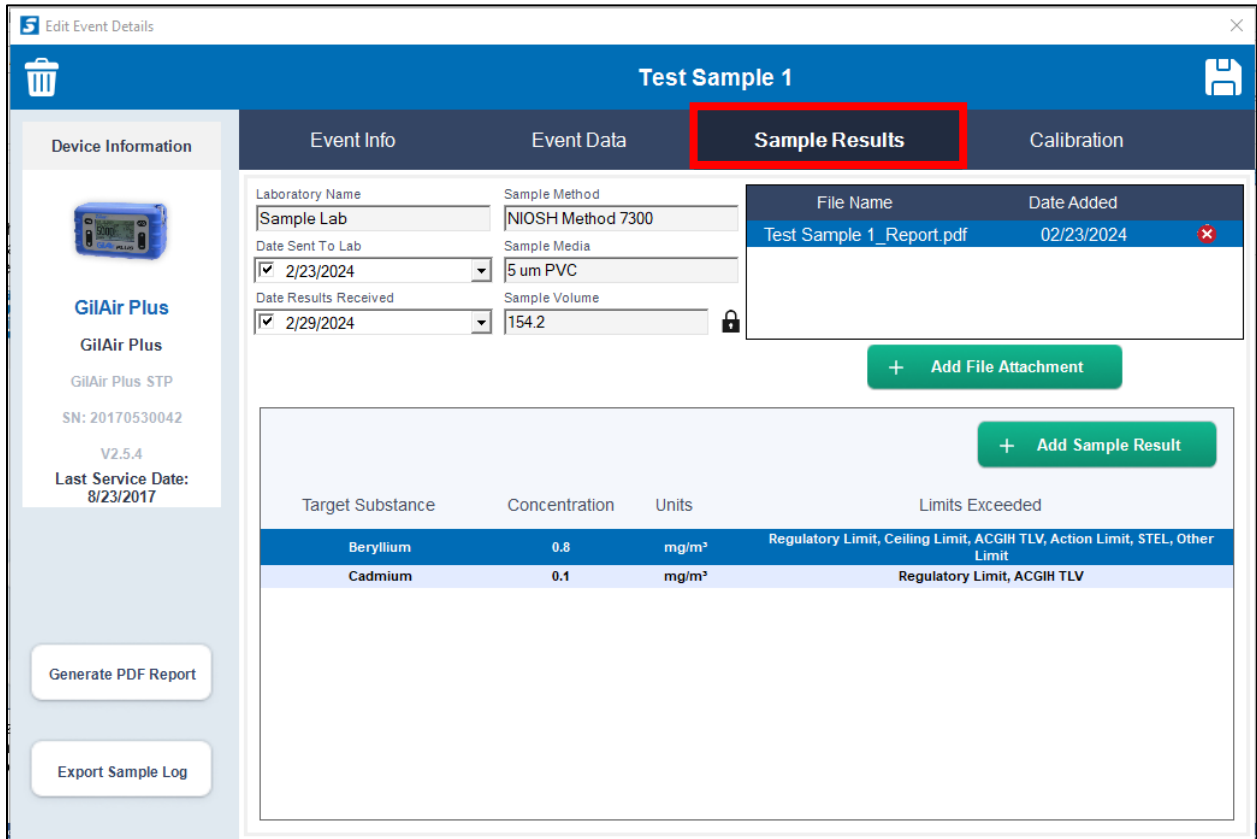 Edit Event Details
Test Sample 1
Device Information
Event Info
Event Data
Sample Results
Calibration
GilAir Plus
GilAir Plus
GilAir Plus STP
SN: 20170530042
V2.5.4
Last Service Date:
8/23/2017
Generate PDF Report
Export Sample Log
Laboratory Name
Sample Lab
Sample Method
NIOSH Method 7300
Date Sent To Lab
2/23/2024
Sample Media
5 um PVC
Date Results Received
2/29/2024
Sample Volume
154.2
File Name Date Added
Test Sample 1_Report.pdf 02/23/2024
+ Add File Attachment
+ Add Sample Result
Target Substance Concentration Units Limits Exceeded
Beryllium 0.8 mg/m³ Regulatory Limit, Ceiling Limit, ACGIH TLV, Action Limit, STEL, Other
Limit
Cadmium 0.1 mg/m³ Regulatory Limit, ACGIH TLV